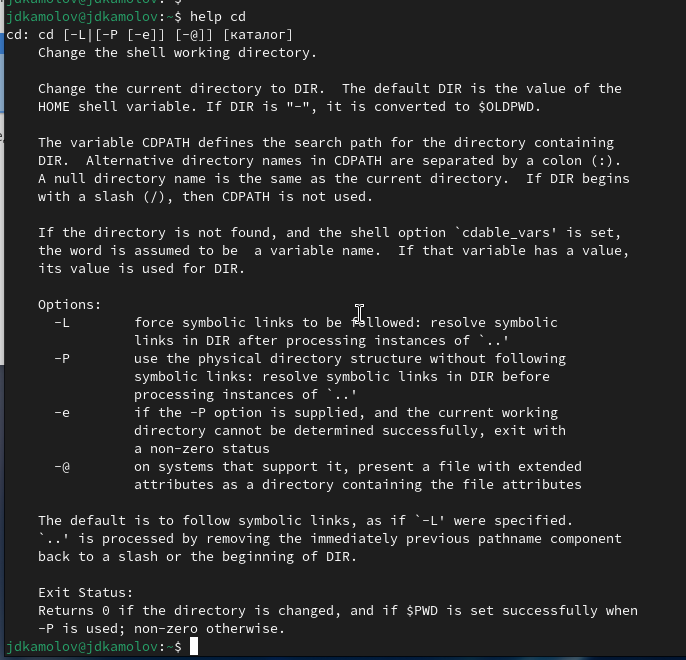 jdkamolov@jdkamolov:~$
jdkamolov@jdkamolov:~$ help cd
cd: cd [-L|[-P [-e]] [-@]] [каталог]
    Change the shell working directory.

    Change the current directory to DIR.  The default DIR is the value of the
    HOME shell variable. If DIR is "-", it is converted to $OLDPWD.

    The variable CDPATH defines the search path for the directory containing
    DIR.  Alternative directory names in CDPATH are separated by a colon (:).
    A null directory name is the same as the current directory.  If DIR begins
    with a slash (/), then CDPATH is not used.

    If the directory is not found, and the shell option `cdable_vars' is set,
    the word is assumed to be  a variable name.  If that variable has a value,
    its value is used for DIR.

    Options:
      -L        force symbolic links to be followed: resolve symbolic
                links in DIR after processing instances of `..'
      -P        use the physical directory structure without following
                symbolic links: resolve symbolic links in DIR before
                processing instances of `..'
      -e        if the -P option is supplied, and the current working
                directory cannot be determined successfully, exit with
                a non-zero status
      -@        on systems that support it, present a file with extended
                attributes as a directory containing the file attributes

    The default is to follow symbolic links, as if `-L' were specified.
    `..' is processed by removing the immediately previous pathname component
    back to a slash or the beginning of DIR.

    Exit Status:
    Returns 0 if the directory is changed, and if $PWD is set successfully when
    -P is used; non-zero otherwise.
jdkamolov@jdkamolov:~$